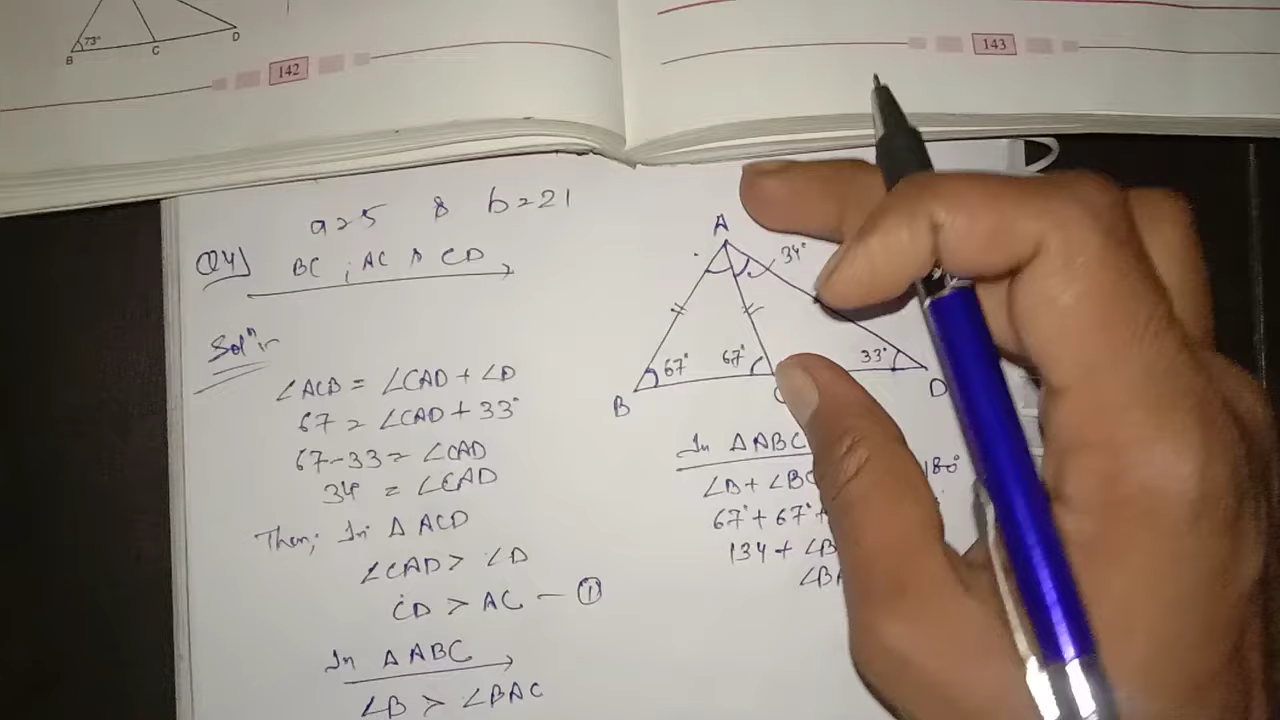 73°
B
C
D
142
143
a=5 & b=21
Q4) BC, AC & CD
Solⁿ:-
∠ACB = ∠CAD + ∠D
67 = ∠CAD + 33°
67-33 = ∠CAD
34° = ∠CAD
Then; In Δ ACD
∠CAD > ∠D
CD > AC — ①
In Δ ABC
∠B > ∠BAC
A
34°
67°
67°
33°
B
D
In Δ ABC
∠B + ∠BC 180°
67° + 67° +
134 + ∠B
∠BA